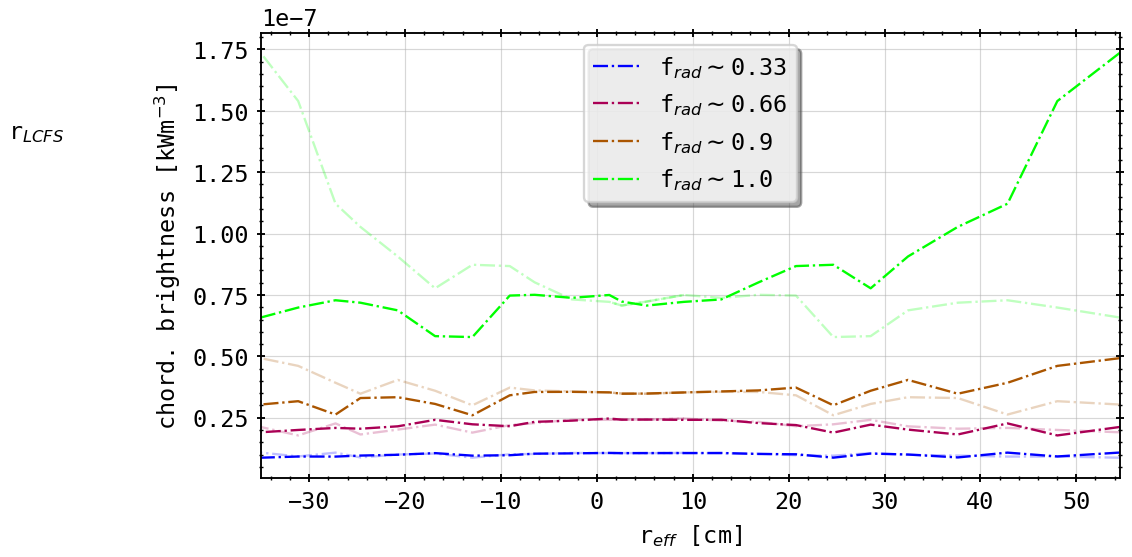 1e−7
r_LCFS
chord. brightness [kWm⁻³]
1.75
1.50
1.25
1.00
0.75
0.50
0.25
f_rad ∼ 0.33
f_rad ∼ 0.66
f_rad ∼ 0.9
f_rad ∼ 1.0
−30 −20 −10 0 10 20 30 40 50
r_eff [cm]